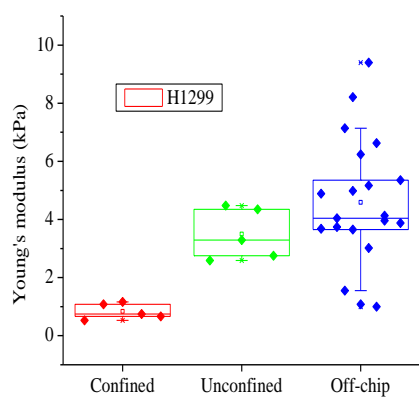 Young's modulus (kPa)
10
8
6
4
2
0
H1299
Confined
Unconfined
Off-chip